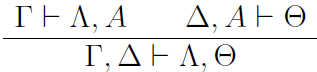 Γ ⊢ Λ, A Δ, A ⊢ Θ
Γ, Δ ⊢ Λ, Θ